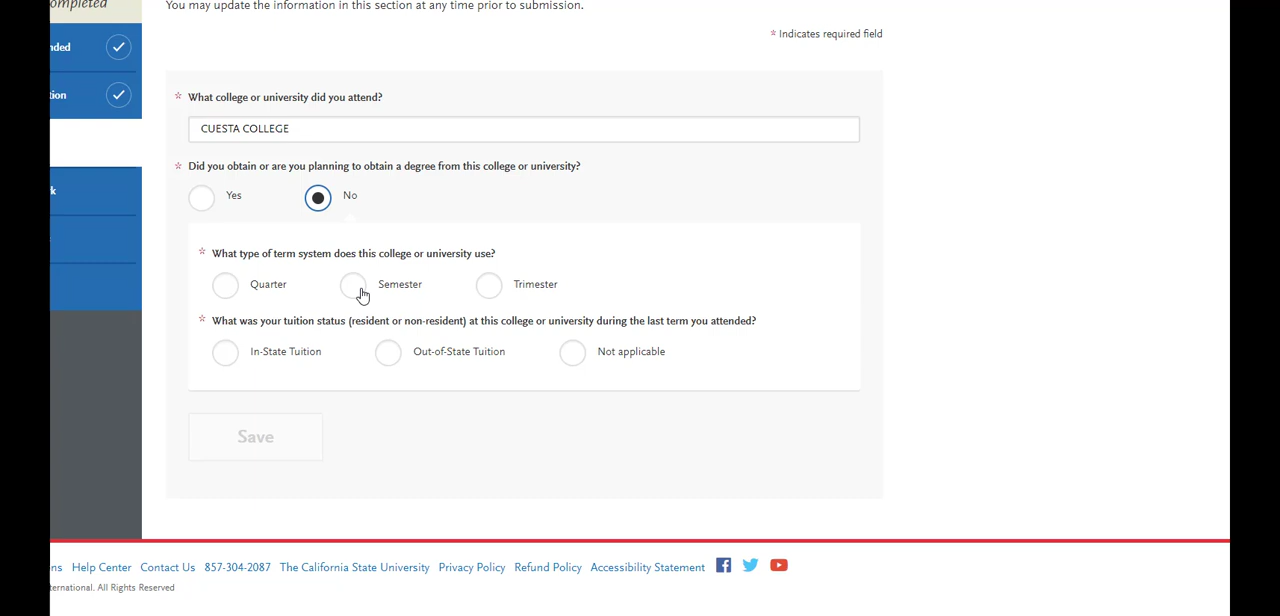 ompleted
You may update the information in this section at any time prior to submission.
* Indicates required field
nded
tion
k
* What college or university did you attend?
CUESTA COLLEGE
* Did you obtain or are you planning to obtain a degree from this college or university?
Yes No
* What type of term system does this college or university use?
Quarter Semester Trimester
* What was your tuition status (resident or non-resident) at this college or university during the last term you attended?
In-State Tuition Out-of-State Tuition Not applicable
Save
ns Help Center Contact Us 857-304-2087 The California State University Privacy Policy Refund Policy Accessibility Statement
ternational. All Rights Reserved